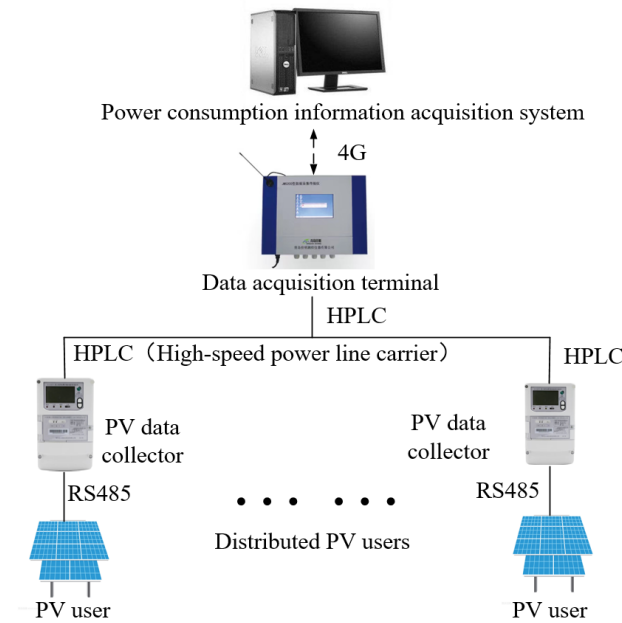 Power consumption information acquisition system
4G
Data acquisition terminal
HPLC
HPLC（High-speed power line carrier）
HPLC
PV data
collector
PV data
collector
RS485
RS485
Distributed PV users
PV user
PV user